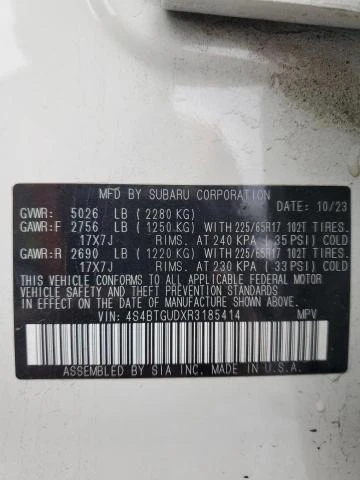 MFD BY SUBARU CORPORATION
GVWR: 5026 LB (2280 KG) DATE: 10/23
GAWR:F 2756 LB (1250 KG) WITH 225/65R17 102T TIRES.
17X7J RIMS. AT 240 KPA (35 PSI) COLD
GAWR:R 2690 LB (1220 KG) WITH 225/65R17 102T TIRES.
17X7J RIMS. AT 230 KPA (33 PSI) COLD
THIS VEHICLE CONFORMS TO ALL APPLICABLE FEDERAL MOTOR
VEHICLE SAFETY, BUMPER, AND THEFT PREVENTION STANDARDS
IN EFFECT ON THE DATE OF MANUFACTURE SHOWN ABOVE.
VIN: 4S4BTGUDXR3185414 MPV
ASSEMBLED BY SIA INC. MADE IN U.S.A.